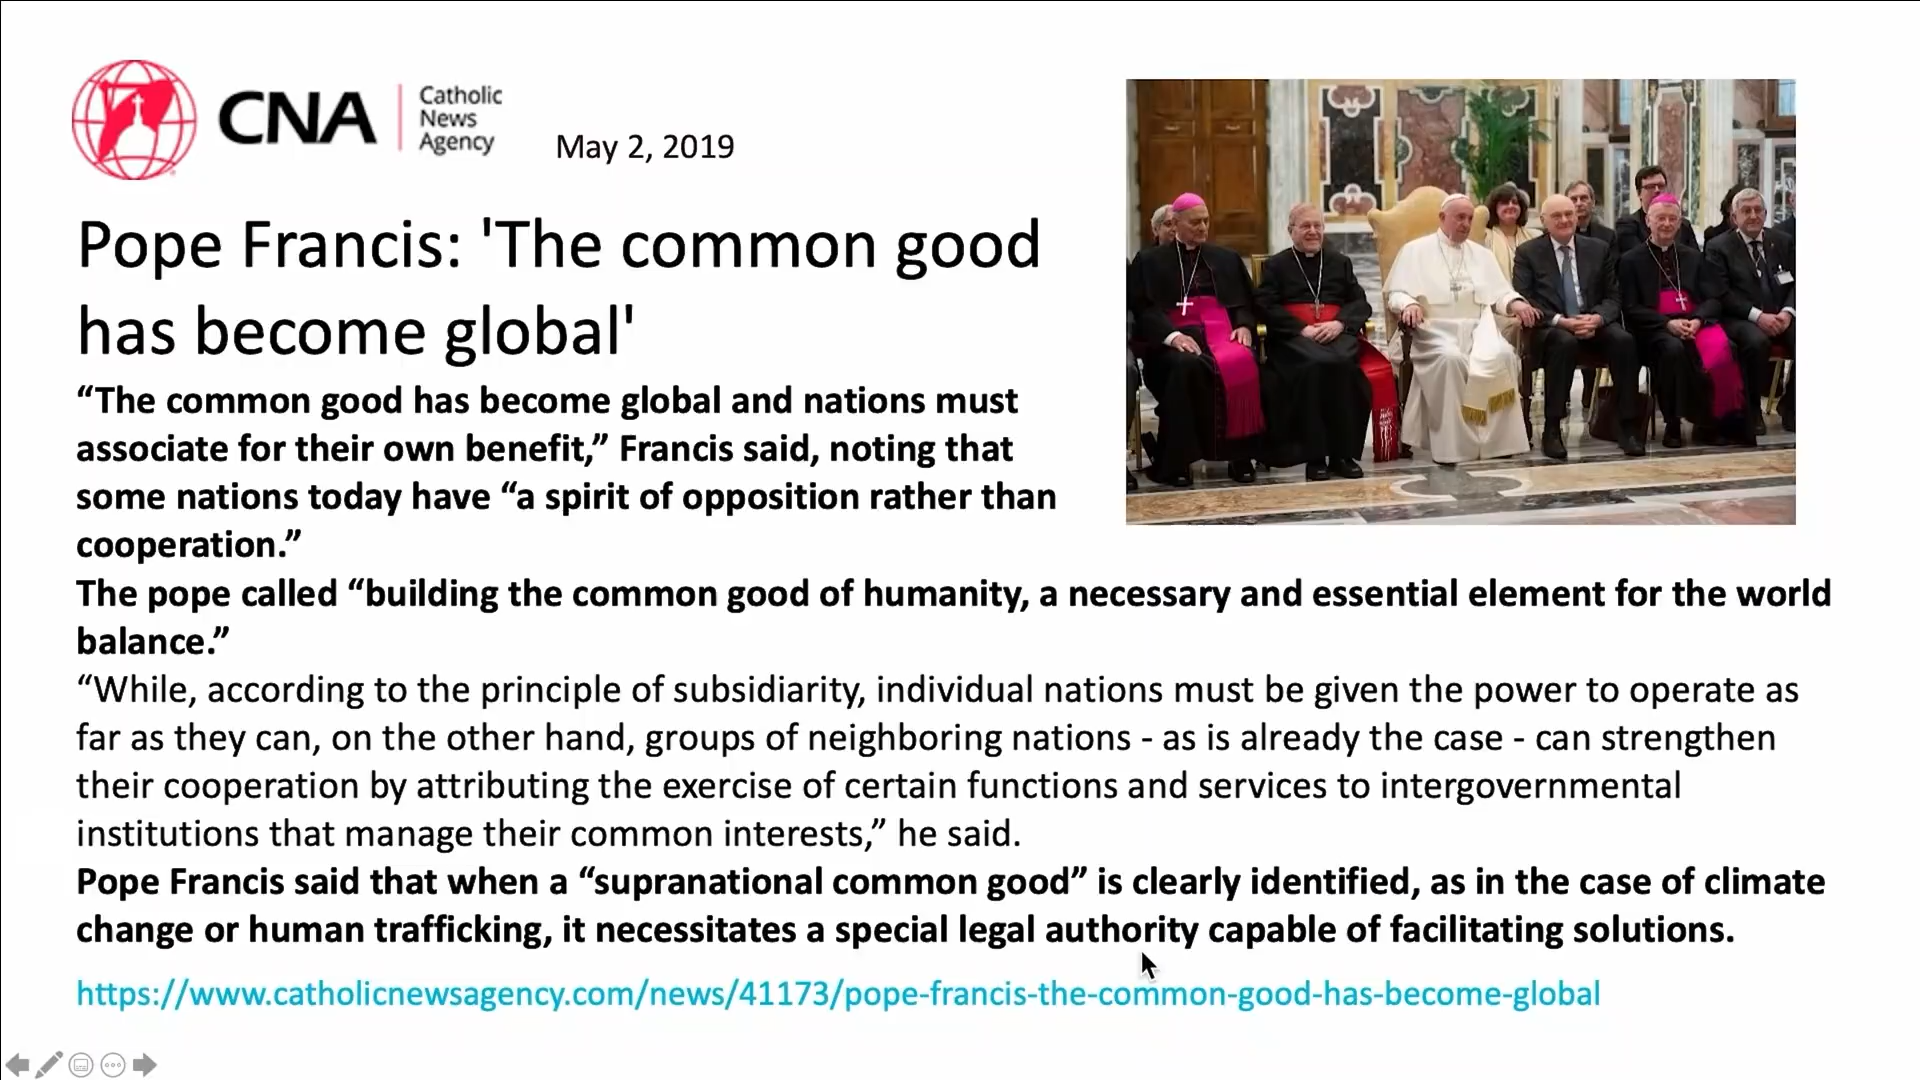 CNA
Catholic
News
Agency
May 2, 2019
Pope Francis: 'The common good
has become global'
“The common good has become global and nations must
associate for their own benefit,” Francis said, noting that
some nations today have “a spirit of opposition rather than
cooperation.”
The pope called “building the common good of humanity, a necessary and essential element for the world
balance.”
“While, according to the principle of subsidiarity, individual nations must be given the power to operate as
far as they can, on the other hand, groups of neighboring nations - as is already the case - can strengthen
their cooperation by attributing the exercise of certain functions and services to intergovernmental
institutions that manage their common interests,” he said.
Pope Francis said that when a “supranational common good” is clearly identified, as in the case of climate
change or human trafficking, it necessitates a special legal authority capable of facilitating solutions.
https://www.catholicnewsagency.com/news/41173/pope-francis-the-common-good-has-become-global